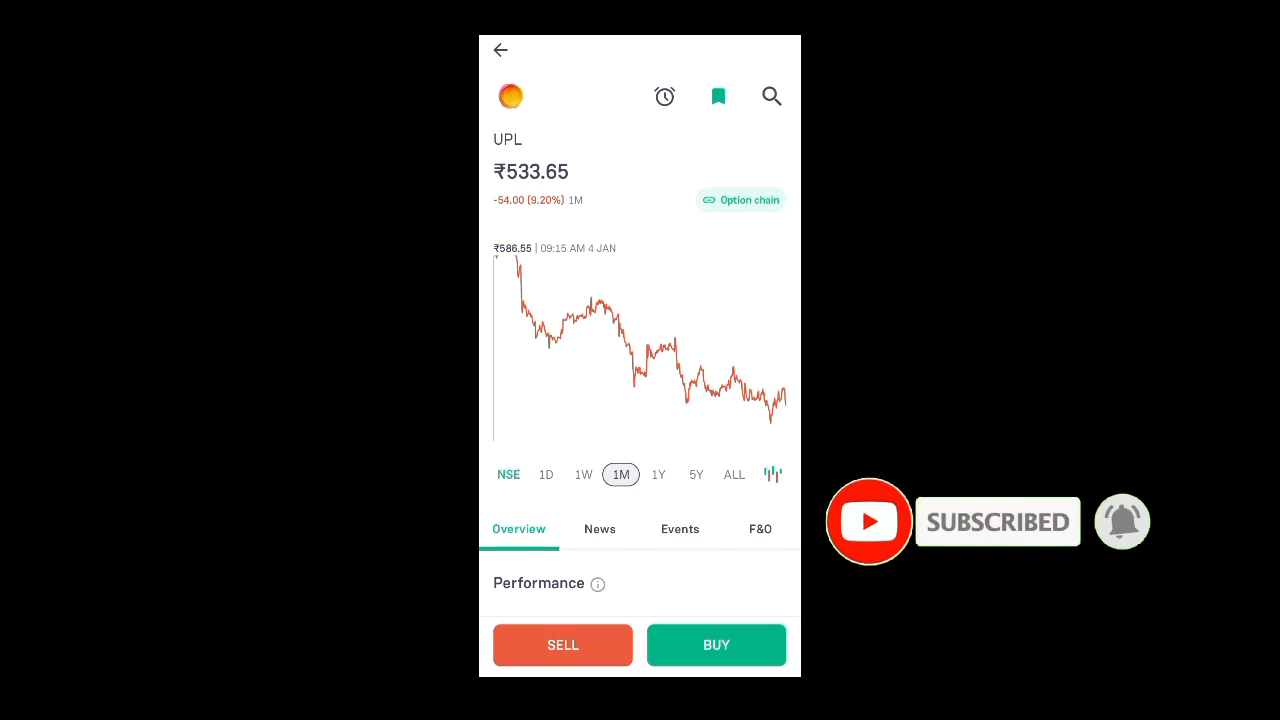 UPL
₹533.65
-54.00 (9.20%) 1M
Option chain
₹586.55 | 09:15 AM 4 JAN
NSE 1D 1W 1M 1Y 5Y ALL
Overview News Events F&O
Performance
SELL BUY
SUBSCRIBED